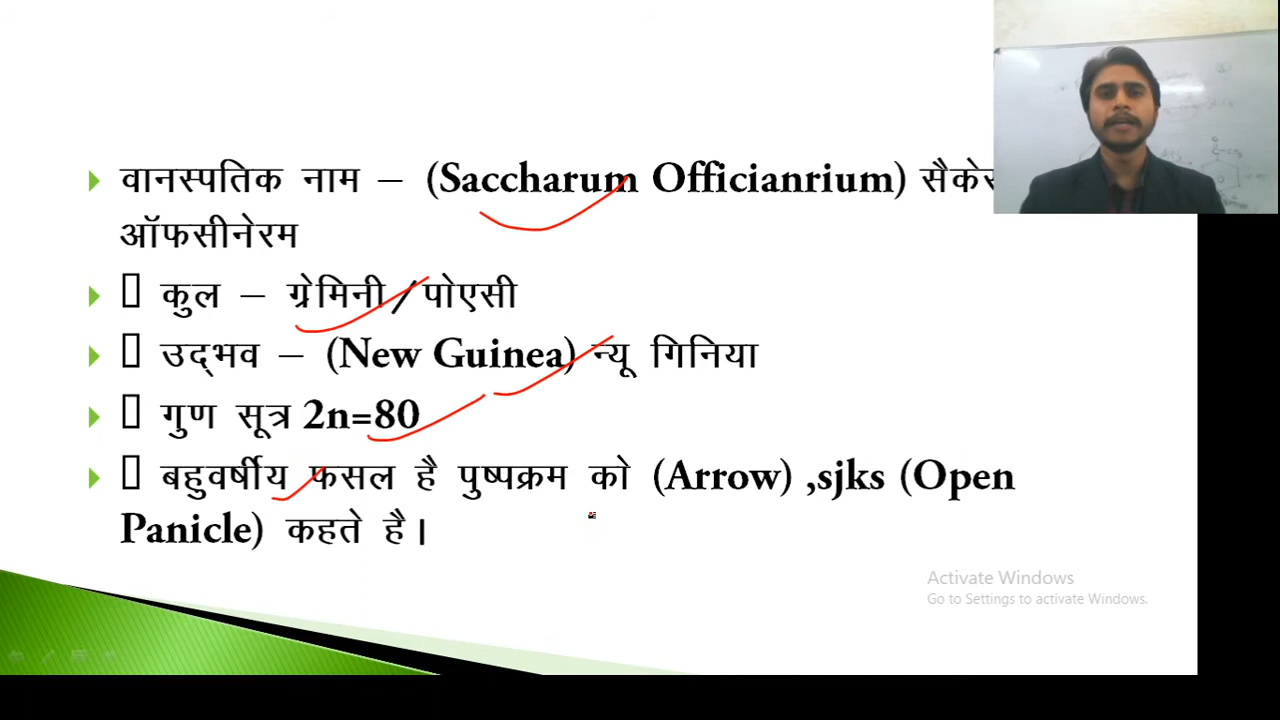 वानस्पतिक नाम – (Saccharum Officianrium) सैके
ऑफसीनेरम
कुल – ग्रेमिनी / पोएसी
उद्भव – (New Guinea) न्यू गिनिया
गुण सूत्र 2n=80
बहुवर्षीय फसल है पुष्पक्रम को (Arrow) ,sjks (Open
Panicle) कहते है।
Activate Windows
Go to Settings to activate Windows.